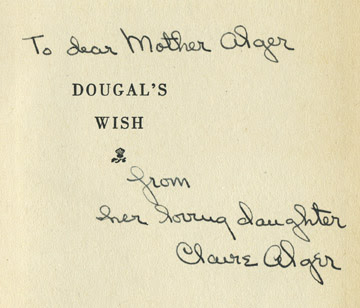 To dear Mother Alger
DOUGAL'S
WISH
from
her loving daughter
Claire Alger